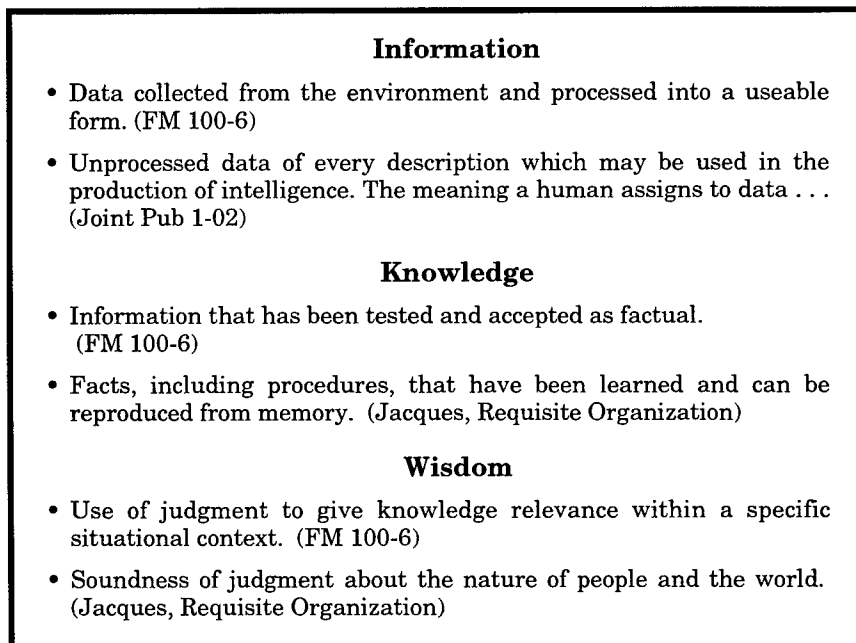 Information
• Data collected from the environment and processed into a useable
form. (FM 100-6)
• Unprocessed data of every description which may be used in the
production of intelligence. The meaning a human assigns to data . . .
(Joint Pub 1-02)
Knowledge
• Information that has been tested and accepted as factual.
(FM 100-6)
• Facts, including procedures, that have been learned and can be
reproduced from memory. (Jacques, Requisite Organization)
Wisdom
• Use of judgment to give knowledge relevance within a specific
situational context. (FM 100-6)
• Soundness of judgment about the nature of people and the world.
(Jacques, Requisite Organization)